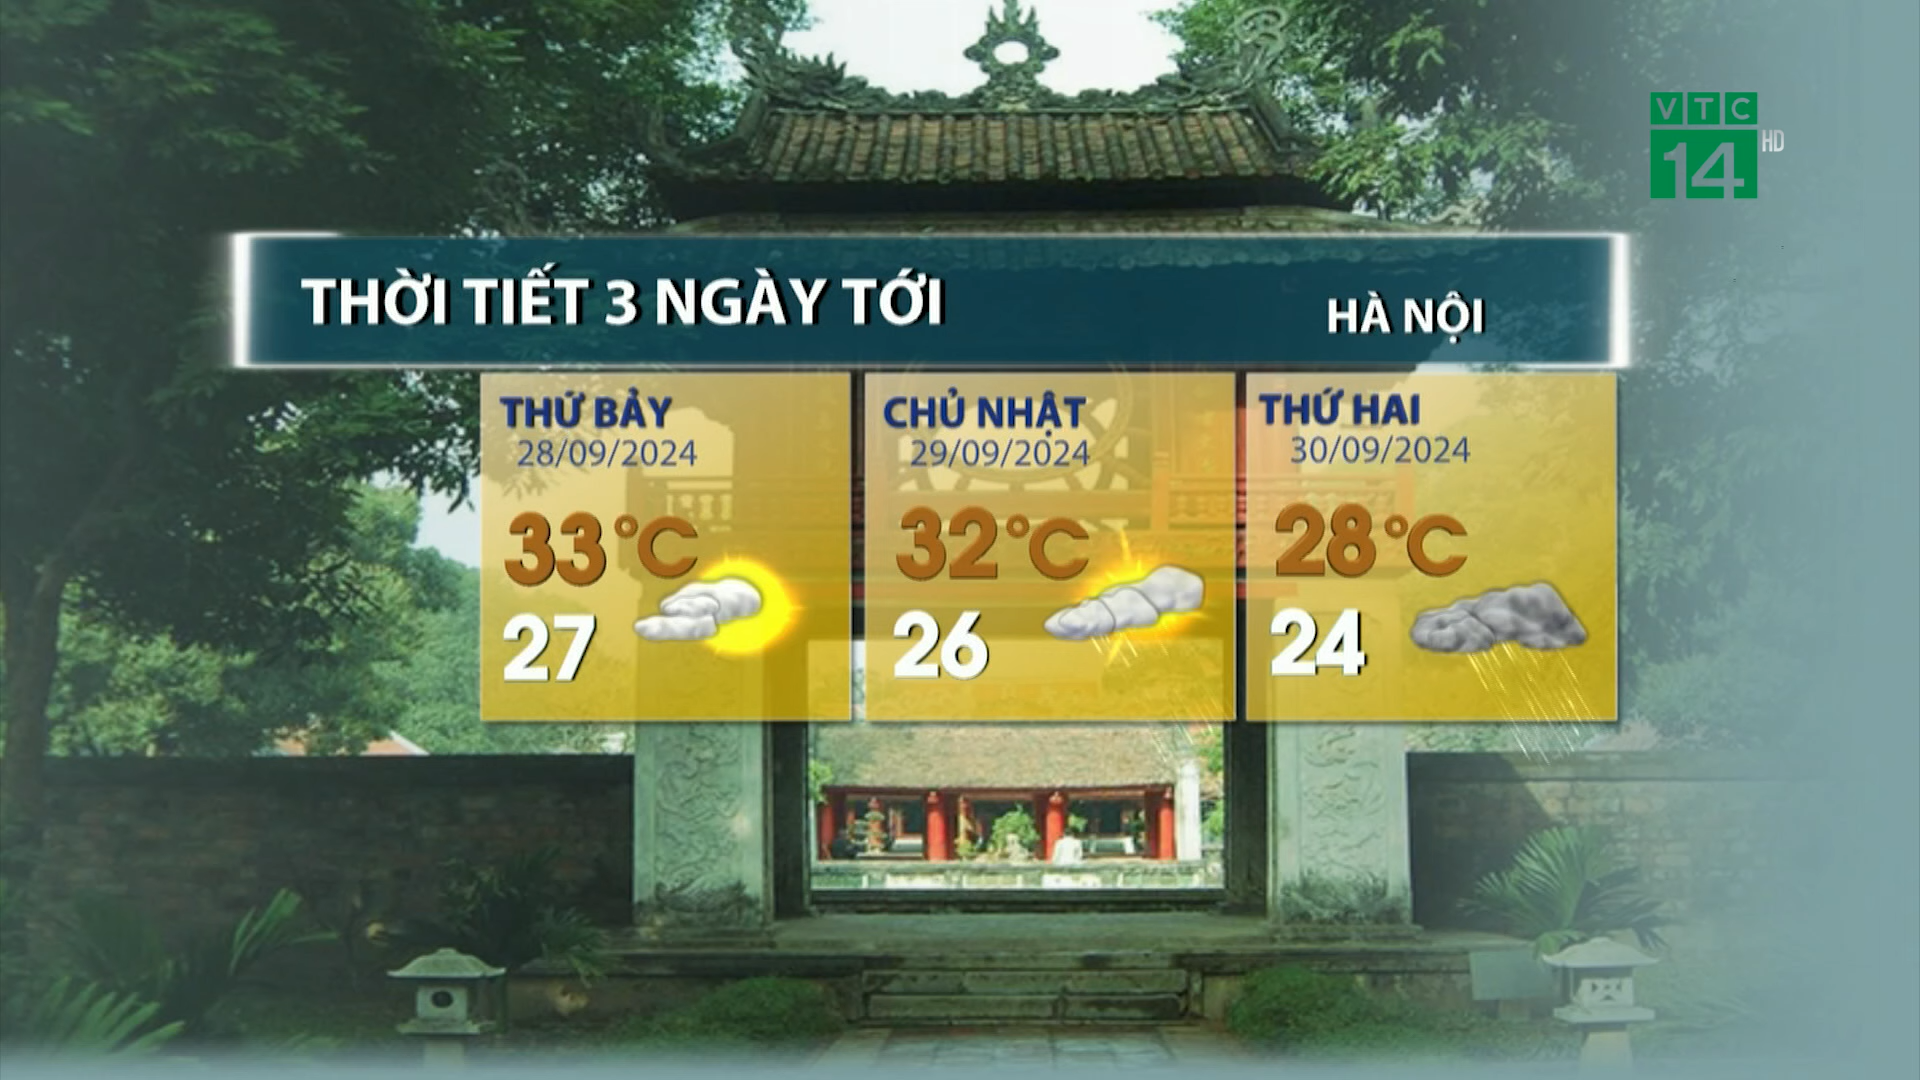 VTC
14 HD
THỜI TIẾT 3 NGÀY TỚI
HÀ NỘI
THỨ BẢY
28/09/2024
33°C
27
CHỦ NHẬT
29/09/2024
32°C
26
THỨ HAI
30/09/2024
28°C
24